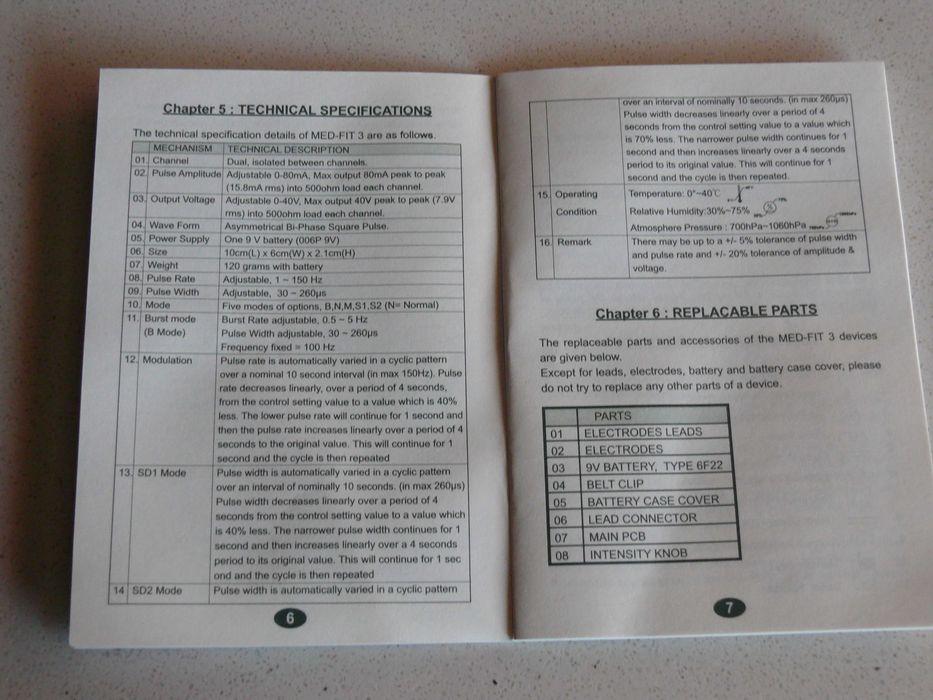 Chapter 5 : TECHNICAL SPECIFICATIONS
The technical specification details of MED-FIT 3 are as follows.
MECHANISM TECHNICAL DESCRIPTION
01. Channel Dual, isolated between channels.
02. Pulse Amplitude Adjustable 0-80mA, Max output 80mA peak to peak
(15.8mA rms) into 500ohm load each channel.
03. Output Voltage Adjustable 0-40V, Max output 40V peak to peak (7.9V
rms) into 500ohm load each channel.
04. Wave Form Asymmetrical Bi-Phase Square Pulse.
05. Power Supply One 9 V battery (006P 9V)
06. Size 10cm(L) x 6cm(W) x 2.1cm(H)
07. Weight 120 grams with battery
08. Pulse Rate Adjustable, 1 ~ 150 Hz
09. Pulse Width Adjustable, 30 ~ 260µs
10. Mode Five modes of options, B,N,M,S1,S2 (N= Normal)
11. Burst mode Burst Rate adjustable, 0.5 ~ 5 Hz
(B Mode) Pulse Width adjustable, 30 ~ 260µs
Frequency fixed = 100 Hz
12. Modulation Pulse rate is automatically varied in a cyclic pattern
over a nominal 10 second interval (in max 150Hz). Pulse
rate decreases linearly, over a period of 4 seconds,
from the control setting value to a value which is 40%
less. The lower pulse rate will continue for 1 second and
then the pulse rate increases linearly over a period of 4
seconds to the original value. This will continue for 1
second and the cycle is then repeated
13. SD1 Mode Pulse width is automatically varied in a cyclic pattern
over an interval of nominally 10 seconds. (in max 260µs)
Pulse width decreases linearly over a period of 4
seconds from the control setting value to a value which
is 40% less. The narrower pulse width continues for 1
second and then increases linearly over a 4 seconds
period to its original value. This will continue for 1 sec
ond and the cycle is then repeated
14 SD2 Mode Pulse width is automatically varied in a cyclic pattern
6
over an interval of nominally 10 seconds. (in max 260µs)
Pulse width decreases linearly over a period of 4
seconds from the control setting value to a value which
is 70% less. The narrower pulse width continues for 1
second and then increases linearly over a 4 seconds
period to its original value. This will continue for 1
second and the cycle is then repeated.
15. Operating Temperature: 0°~40℃
Condition Relative Humidity:30%~75%
Atmosphere Pressure : 700hPa~1060hPa
16. Remark There may be up to a +/- 5% tolerance of pulse width
and pulse rate and +/- 20% tolerance of amplitude &
voltage.
Chapter 6 : REPLACABLE PARTS
The replaceable parts and accessories of the MED-FIT 3 devices
are given below.
Except for leads, electrodes, battery and battery case cover, please
do not try to replace any other parts of a device.
PARTS
01 ELECTRODES LEADS
02 ELECTRODES
03 9V BATTERY, TYPE 6F22
04 BELT CLIP
05 BATTERY CASE COVER
06 LEAD CONNECTOR
07 MAIN PCB
08 INTENSITY KNOB
7